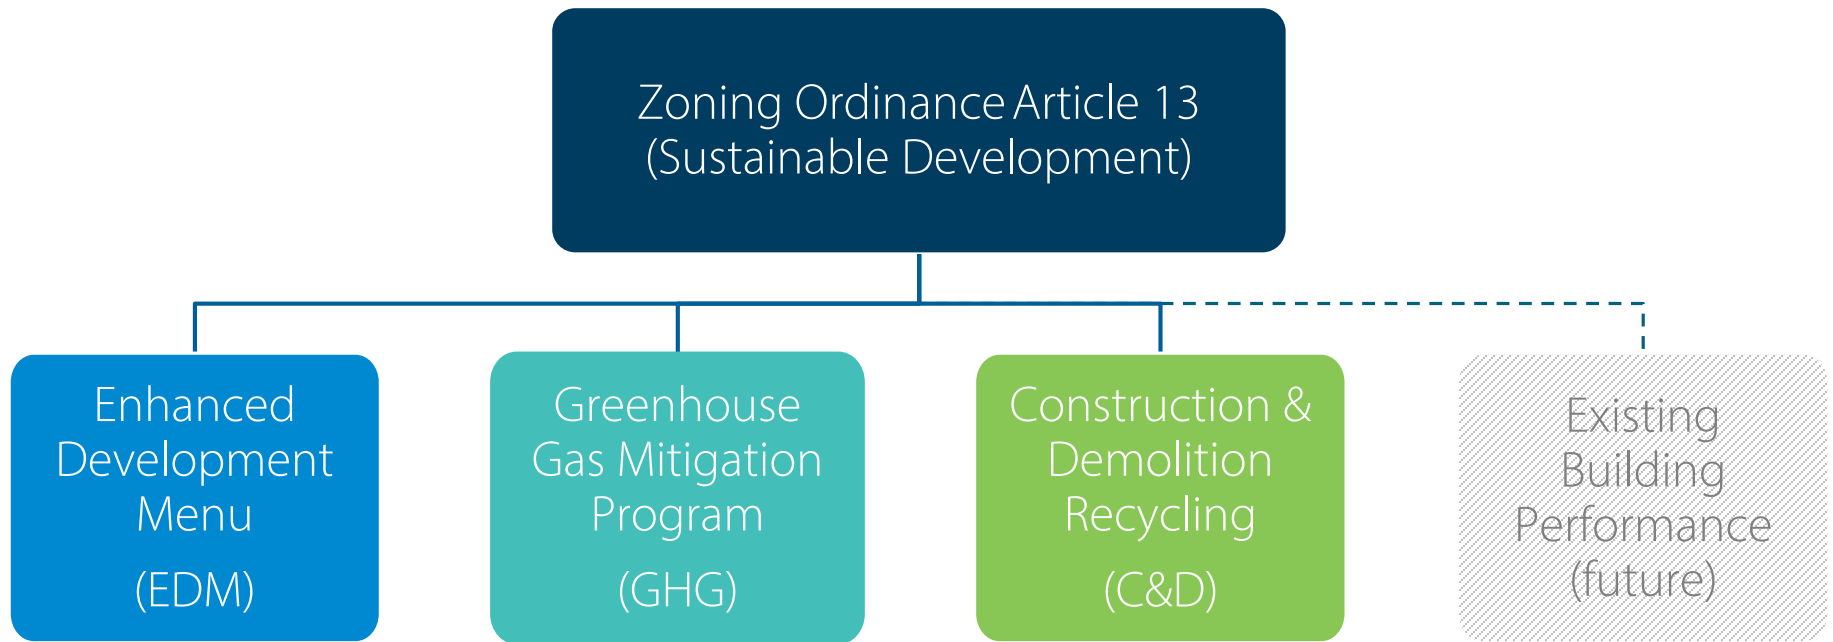 Zoning Ordinance Article 13
(Sustainable Development)
Enhanced
Development
Menu
(EDM)
Greenhouse
Gas Mitigation
Program
(GHG)
Construction &
Demolition
Recycling
(C&D)
Existing
Building
Performance
(future)